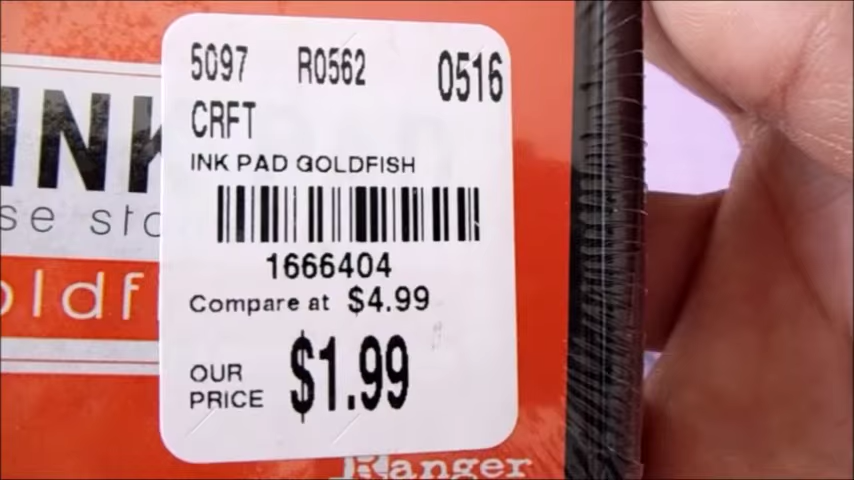 5097 R0562 0516
CRFT
INK PAD GOLDFISH
1666404
Compare at $4.99
OUR PRICE $1.99
INK
se sto
oldf
Ranger